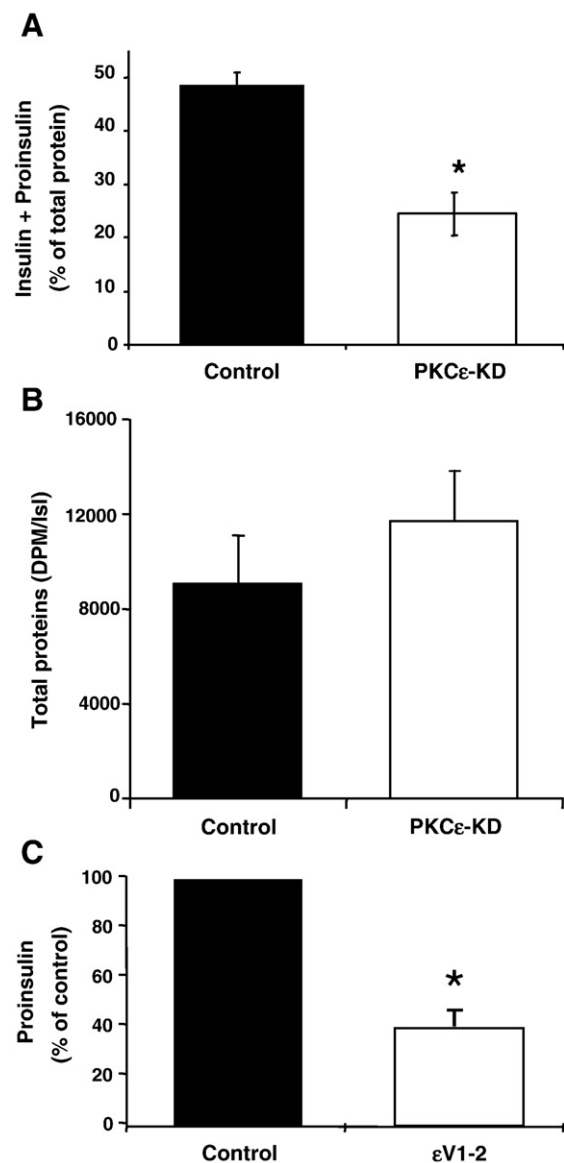 A
Insulin + Proinsulin
(% of total protein)
50
40
30
20
10
0
*
Control
PKCε-KD
B
Total proteins (DPM/Isl)
16000
12000
8000
4000
0
Control
PKCε-KD
C
Proinsulin
(% of control)
100
80
60
40
20
0
*
Control
εV1-2